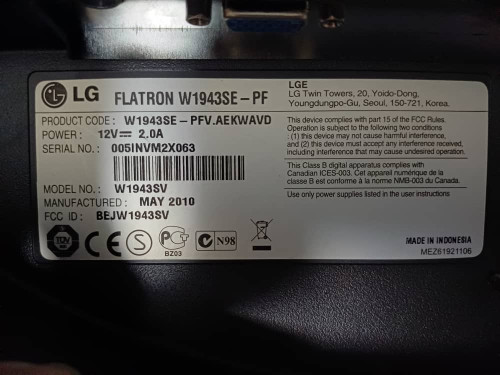 LG FLATRON W1943SE-PF
PRODUCT CODE : W1943SE-PFV.AEKWAVD
POWER : 12V⎓ 2.0A
SERIAL NO. : 005INVM2X063
MODEL NO. : W1943SV
MANUFACTURED : MAY 2010
FCC ID : BEJW1943SV
TÜV
CE
S
PG
BZ03
C N98
LGE
LG Twin Towers, 20, Yoido-Dong,
Youngdungpo-Gu, Seoul, 150-721, Korea.
This device complies with part 15 of the FCC Rules.
Operation is subject to the following two conditions
; (1) this device may not cause harmful interference,
and (2) this device must accept any interference received,
including interference that may cause undesired operation.
This Class B digital apparatus complies with
Canadian ICES-003. Cet appareil numérique de la
classe B est conforme à la norme NMB-003 du Canada.
Use only power supplies listed in the user instructions
MADE IN INDONESIA
MEZ61921106